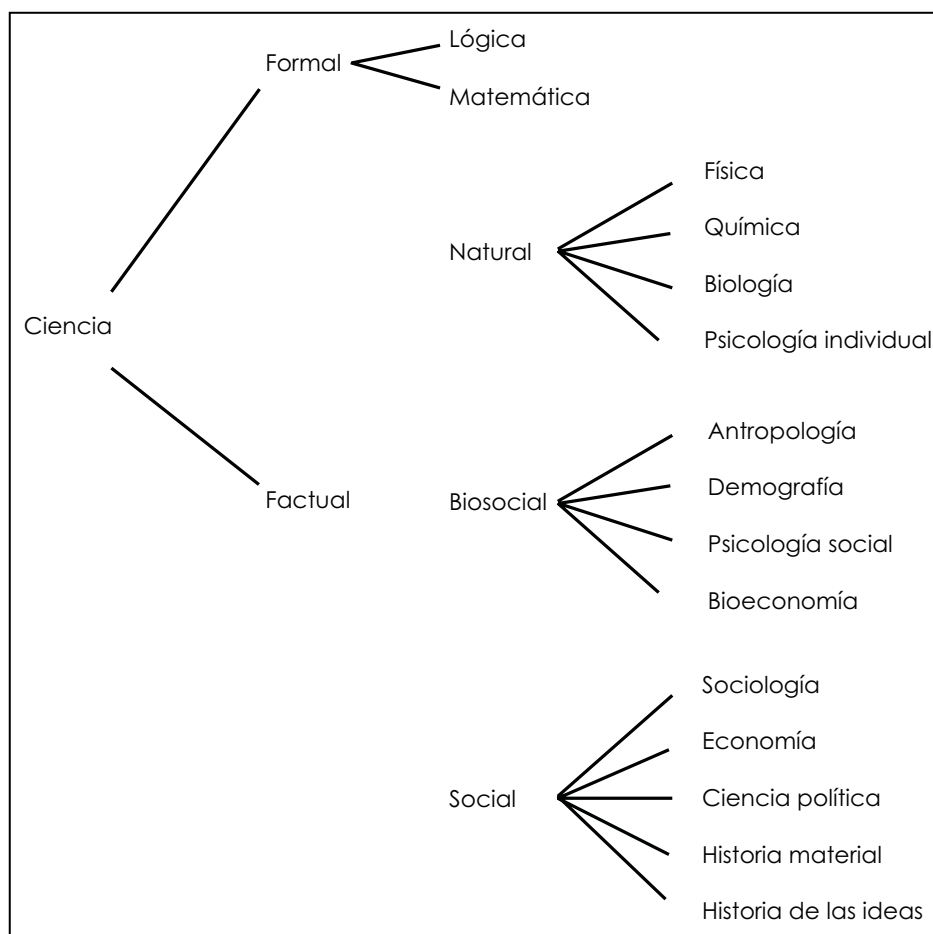 Lógica
Formal
Matemática
Física
Química
Natural
Biología
Ciencia
Psicología individual
Antropología
Demografía
Factual
Biosocial
Psicología social
Bioeconomía
Sociología
Economía
Social
Ciencia política
Historia material
Historia de las ideas